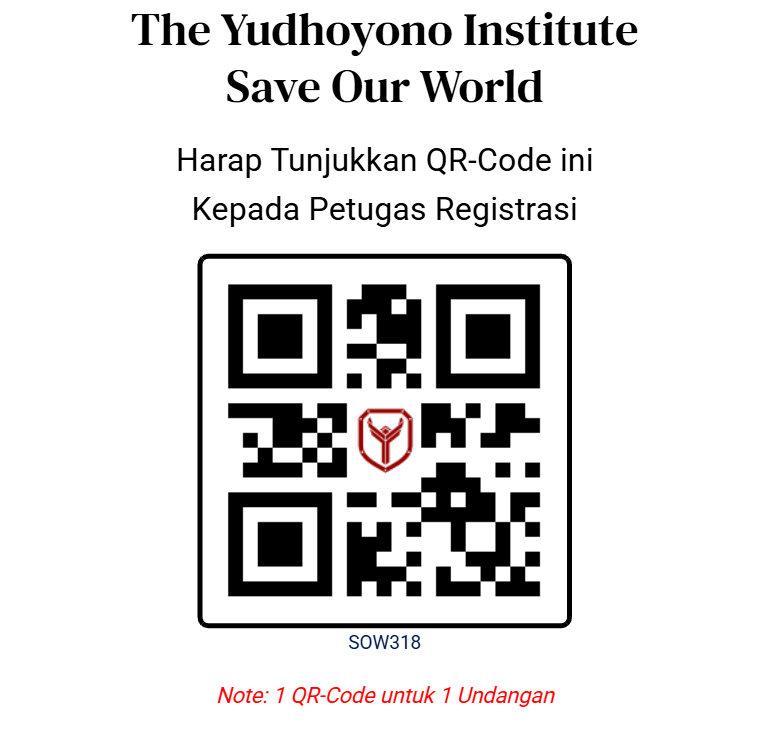 The Yudhoyono Institute
Save Our World
Harap Tunjukkan QR-Code ini
Kepada Petugas Registrasi
SOW318
Note: 1 QR-Code untuk 1 Undangan